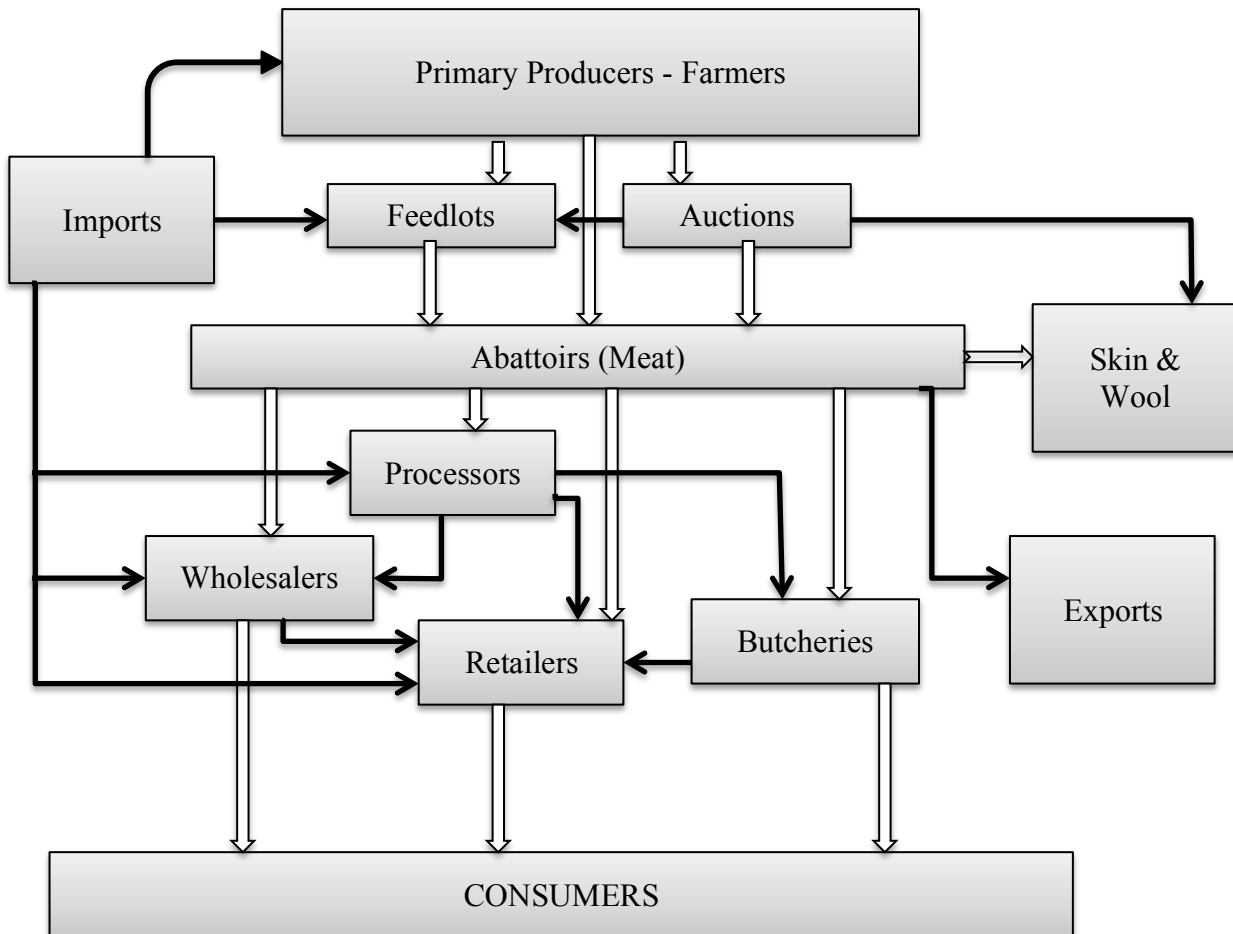 Primary Producers - Farmers
Imports
Feedlots
Auctions
Abattoirs (Meat)
Skin &
Wool
Processors
Wholesalers
Exports
Butcheries
Retailers
CONSUMERS